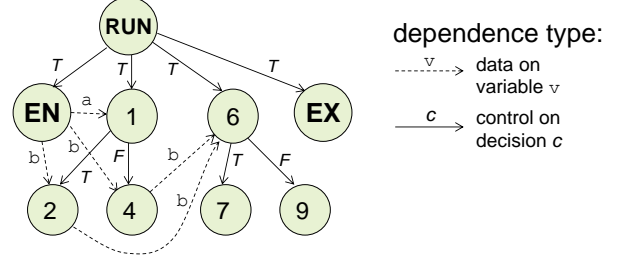 RUN
dependence type:
T
T
T
T
v
data on
variable v
EN
a
1
6
EX
c
control on
decision c
b
b
F
b
T
F
T
b
2
4
7
9